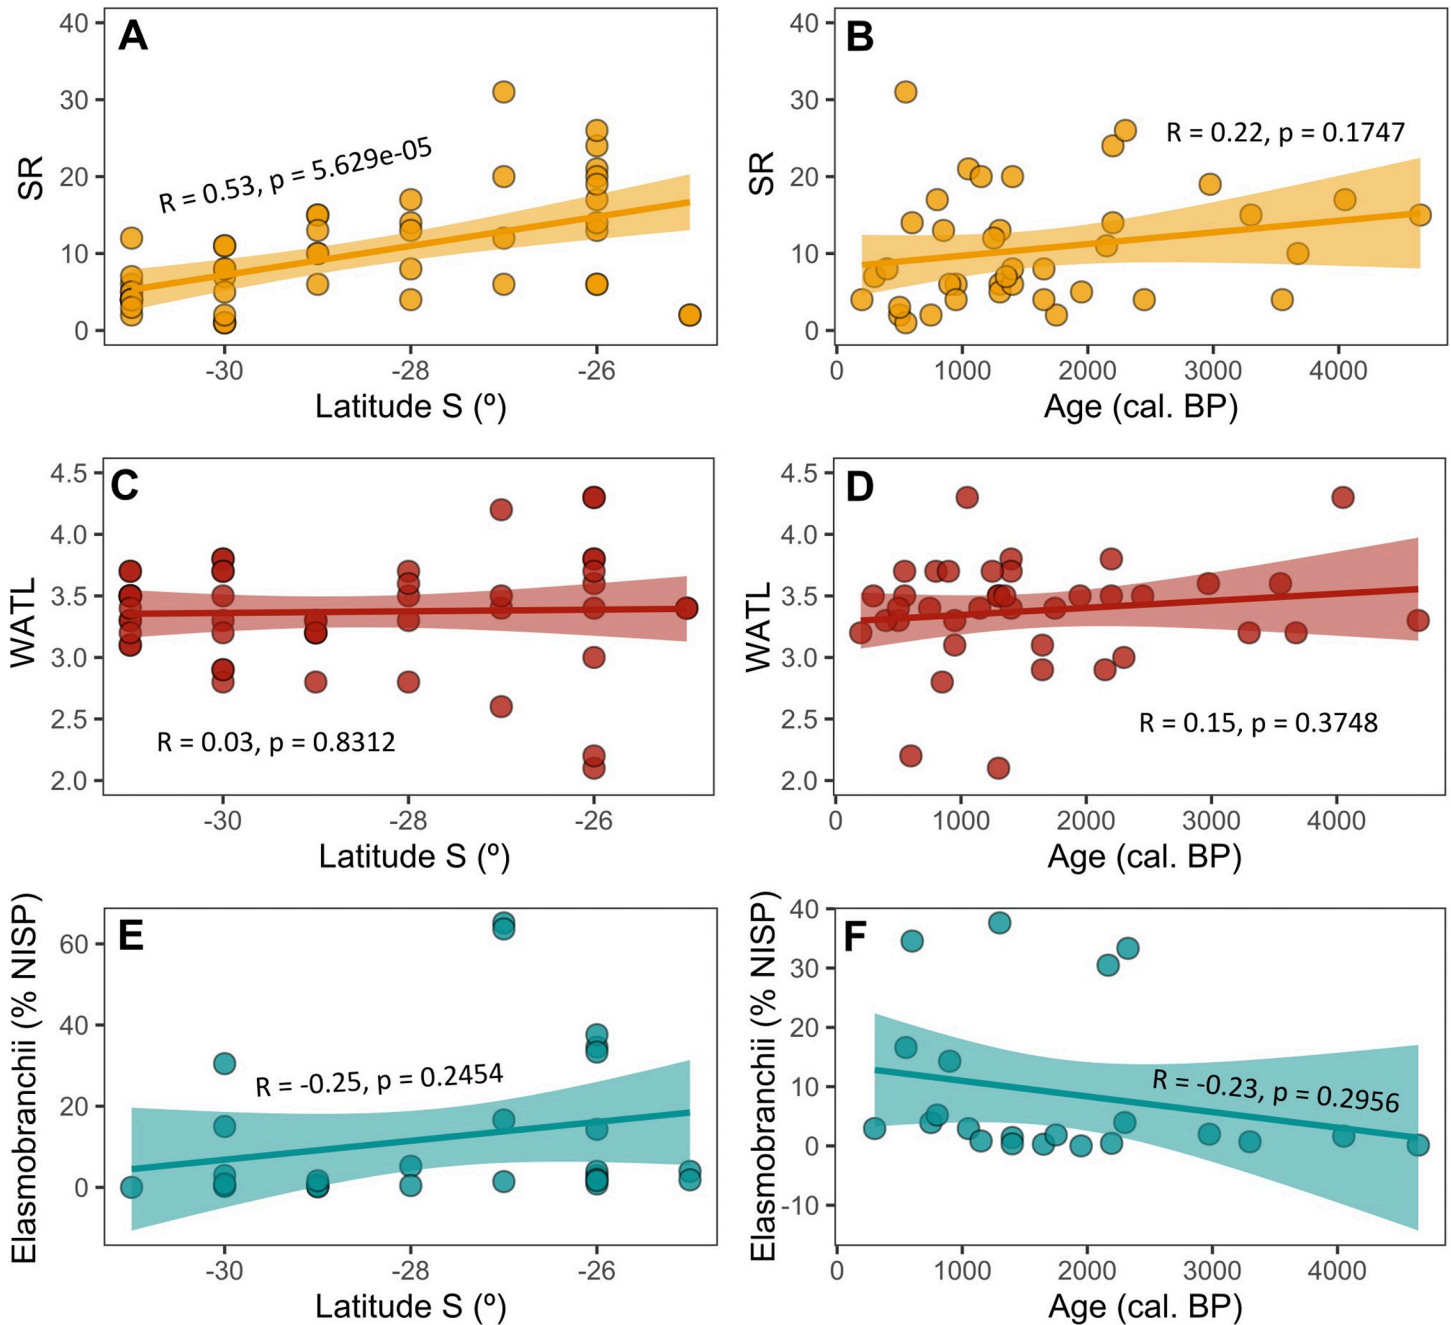 A
SR
40
30
20
10
0
R = 0.53, p = 5.629e-05
-30
-28
-26
Latitude S (º)
B
SR
40
30
20
10
0
R = 0.22, p = 0.1747
0
1000
2000
3000
4000
Age (cal. BP)
C
WATL
4.5
4.0
3.5
3.0
2.5
2.0
R = 0.03, p = 0.8312
-30
-28
-26
Latitude S (º)
D
WATL
4.5
4.0
3.5
3.0
2.5
2.0
R = 0.15, p = 0.3748
0
1000
2000
3000
4000
Age (cal. BP)
E
Elasmobranchii (% NISP)
60
40
20
0
R = -0.25, p = 0.2454
-30
-28
-26
Latitude S (º)
F
Elasmobranchii (% NISP)
40
30
20
10
0
-10
R = -0.23, p = 0.2956
0
1000
2000
3000
4000
Age (cal. BP)